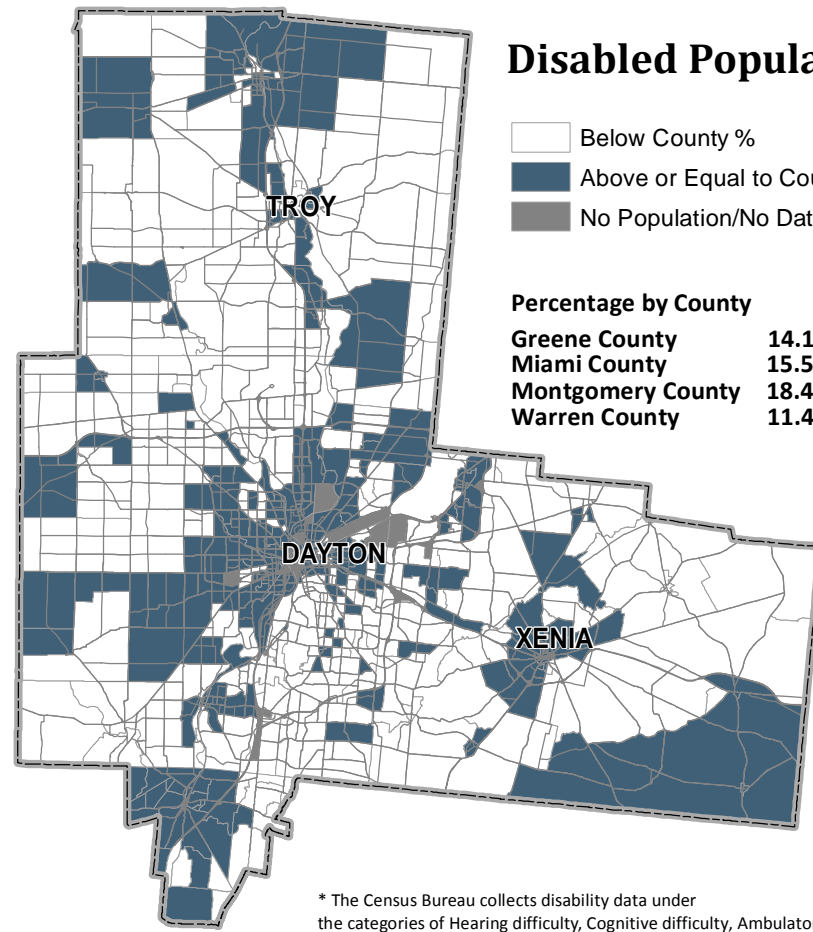 Disabled Popula
Below County %
Above or Equal to Cou
No Population/No Dat
Percentage by County
Greene County 14.1
Miami County 15.5
Montgomery County 18.4
Warren County 11.4
TROY
DAYTON
XENIA
* The Census Bureau collects disability data under
the categories of Hearing difficulty, Cognitive difficulty, Ambulator